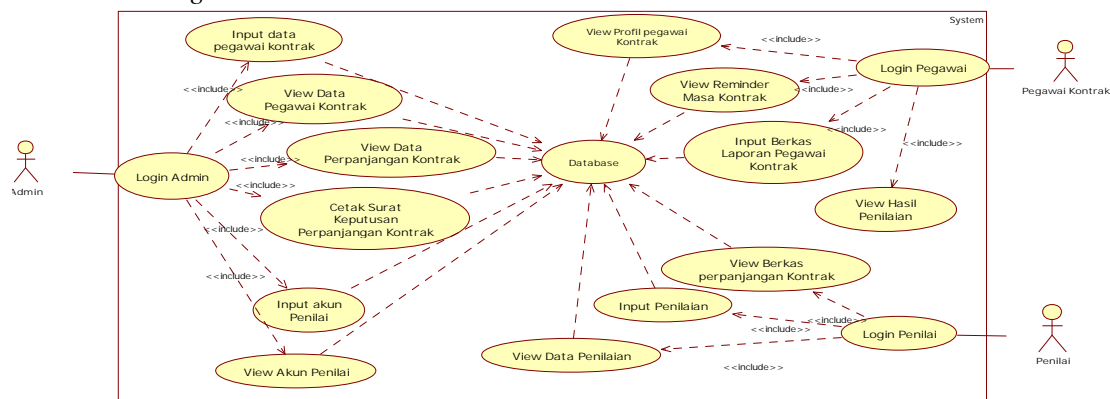 System
Input data
pegawai kontrak
View Profil pegawai
Kontrak
<<include>>
Login Pegawai
Pegawai Kontrak
<<include>>
View Data
Pegawai Kontrak
View Reminder
Masa Kontrak
<<include>>
<<include>>
Input Berkas
Laporan Pegawai
Kontrak
<<include>>
<<include>>
View Data
Perpanjangan Kontrak
<<include>>
Database
Login Admin
Admin
<<include>>
Cetak Surat
Keputusan
Perpanjangan Kontrak
View Hasil
Penilaian
<<include>>
<<include>>
View Berkas
perpanjangan Kontrak
Input akun
Penilai
Input Penilaian
<<include>>
<<include>>
Login Penilai
Penilai
View Data Penilaian
<<include>>
View Akun Penilai